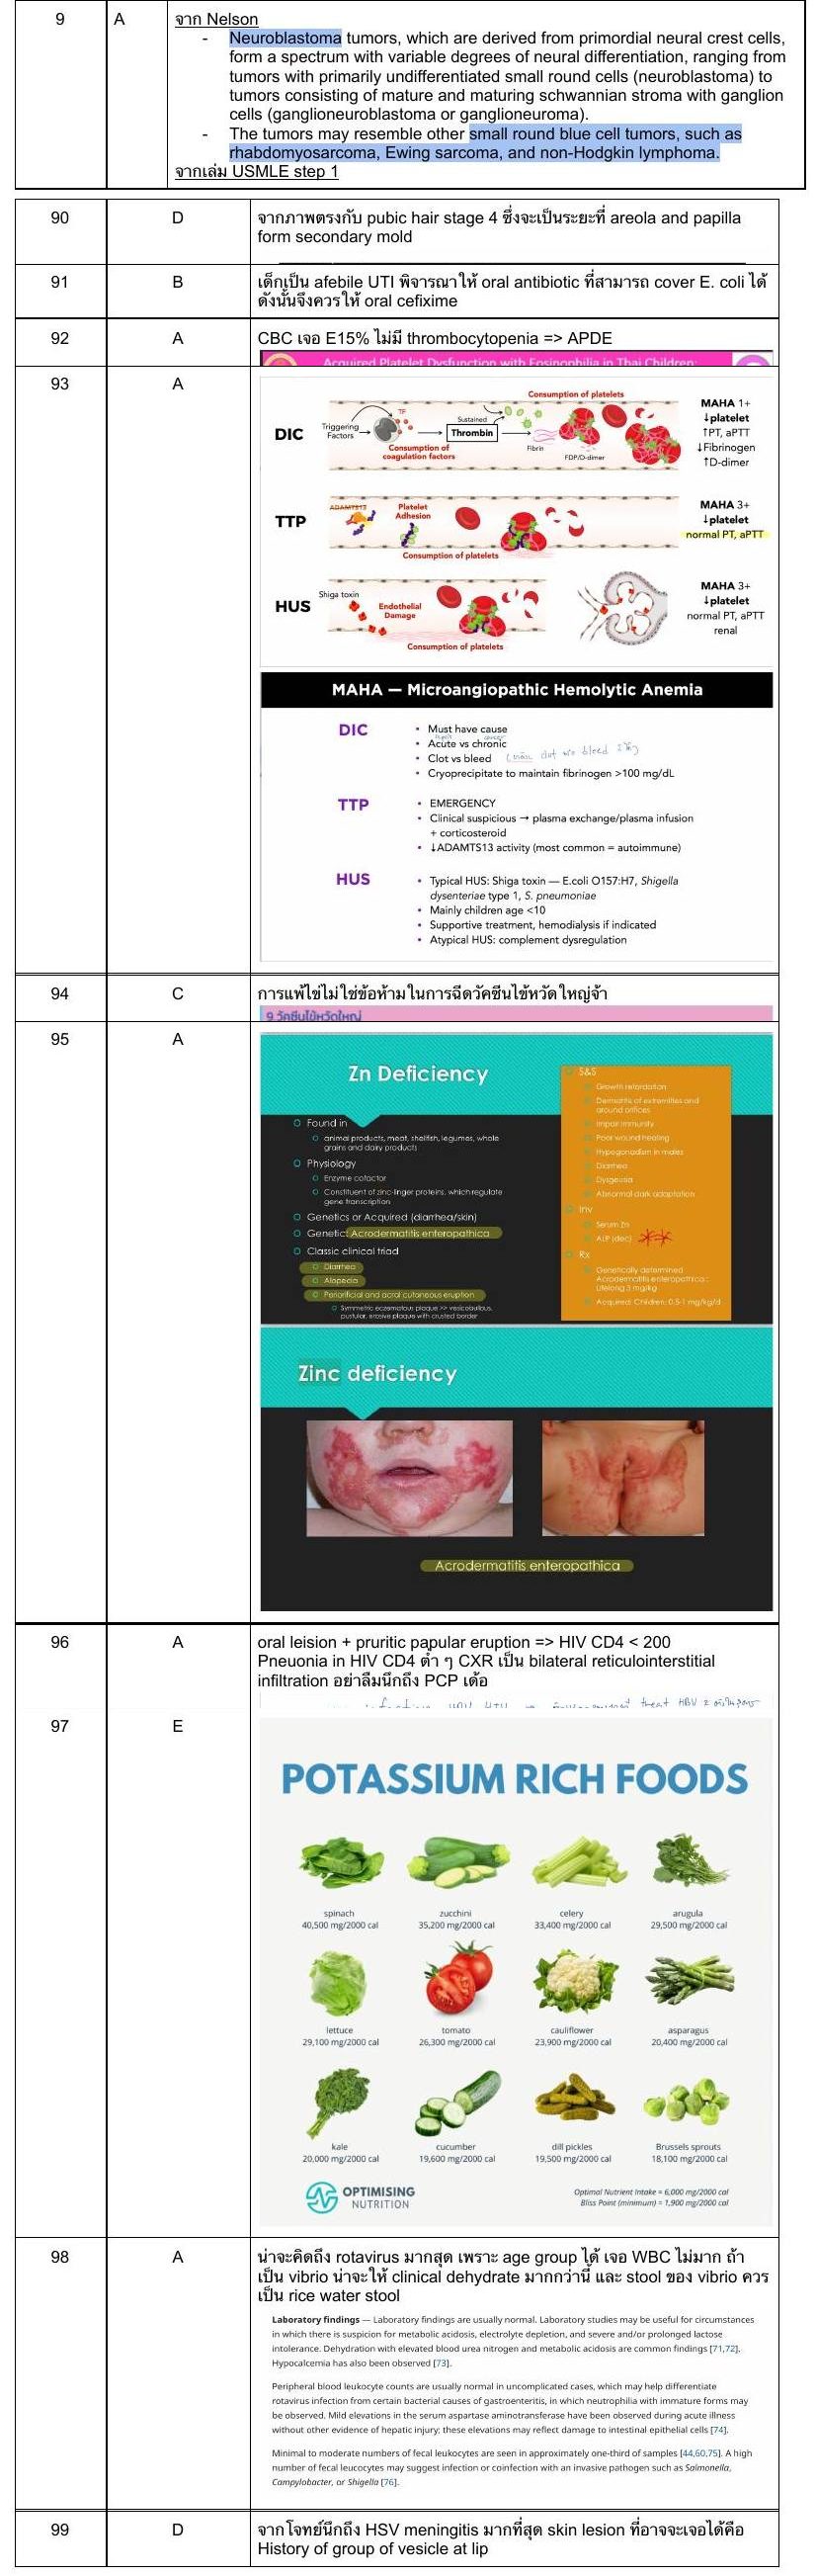 9
A
จาก Nelson
- Neuroblastoma tumors, which are derived from primordial neural crest cells,
form a spectrum with variable degrees of neural differentiation, ranging from
tumors with primarily undifferentiated small round cells (neuroblastoma) to
tumors consisting of mature and maturing schwannian stroma with ganglion
cells (ganglioneuroblastoma or ganglioneuroma).
- The tumors may resemble other small round blue cell tumors, such as
rhabdomyosarcoma, Ewing sarcoma, and non-Hodgkin lymphoma.
จากเล่ม USMLE step 1
90
D
จากภาพตรงกับ pubic hair stage 4 ซึ่งจะเป็นระยะที่ areola and papilla
form secondary mold
91
B
เด็กเป็น afebile UTI พิจารณาให้ oral antibiotic ที่สามารถ cover E. coli ได้
ดังนั้นจึงควรให้ oral cefixime
92
A
CBC เจอ E15% ไม่มี thrombocytopenia => APDE
Acquired Platelet Dysfunction with Eosinophilia in Thai Children:
93
A
DIC
Triggering
Factors
TF
Consumption of
coagulation factors
Sustained
Thrombin
Fibrin
Consumption of platelets
FDP/D-dimer
MAHA 1+
↓platelet
↑PT, aPTT
↓Fibrinogen
↑D-dimer
TTP
ADAMTS13
Platelet
Adhesion
Consumption of platelets
MAHA 3+
↓platelet
normal PT, aPTT
HUS
Shiga toxin
Endothelial
Damage
Consumption of platelets
MAHA 3+
↓platelet
normal PT, aPTT
renal
MAHA — Microangiopathic Hemolytic Anemia
DIC
• Must have cause
• Acute vs chronic
• Clot vs bleed
• Cryoprecipitate to maintain fibrinogen >100 mg/dL
TTP
• EMERGENCY
• Clinical suspicious → plasma exchange/plasma infusion
+ corticosteroid
• ↓ADAMTS13 activity (most common = autoimmune)
HUS
• Typical HUS: Shiga toxin — E.coli O157:H7, Shigella
dysenteriae type 1, S. pneumoniae
• Mainly children age <10
• Supportive treatment, hemodialysis if indicated
• Atypical HUS: complement dysregulation
94
C
การแพ้ไข่ไม่ใช่ข้อห้ามในการฉีดวัคซีนไข้หวัดใหญ่จ้า
9 วัคซีนไข้หวัดใหญ่
95
A
Zn Deficiency
Found in
animal products, meat, shellfish, legumes, whole
grains and dairy products
Physiology
Enzyme cofactor
Constituent of zinc-finger proteins, which regulate
gene transcription
Genetics or Acquired (diarrhea/skin)
Genetic: Acrodermatitis enteropathica
Classic clinical triad
Diarrhea
Alopecia
Periorificial and acral cutaneous eruption
Symmetric eczematous plaque >> vesicobullous,
pustular, erosive plaque with crusted border
S&S
Growth retardation
Dermatitis of extremities and
around orifices
Impair immunity
Poor wound healing
Hypogonadism in males
Diarrhea
Dysgeusia
Abnormal dark adaptation
Inv
Serum Zn
ALP (dec)
Rx
Genetically determined
Acrodermatitis enteropathica :
Lifelong 3 mg/kg
Acquired: Children: 0.5-1 mg/kg/d
Zinc deficiency
Acrodermatitis enteropathica
96
A
oral leision + pruritic papular eruption => HIV CD4 < 200
Pneuonia in HIV CD4 ต่ำ ๆ CXR เป็น bilateral reticulointerstitial
infiltration อย่าลืมนึกถึง PCP เด้อ
97
E
POTASSIUM RICH FOODS
spinach
40,500 mg/2000 cal
zucchini
35,200 mg/2000 cal
celery
33,400 mg/2000 cal
arugula
29,500 mg/2000 cal
lettuce
29,100 mg/2000 cal
tomato
26,300 mg/2000 cal
cauliflower
23,900 mg/2000 cal
asparagus
20,400 mg/2000 cal
kale
20,000 mg/2000 cal
cucumber
19,600 mg/2000 cal
dill pickles
19,500 mg/2000 cal
Brussels sprouts
18,100 mg/2000 cal
OPTIMISING
NUTRITION
Optimal Nutrient Intake = 6,000 mg/2000 cal
Bliss Point (minimum) = 1,900 mg/2000 cal
98
A
น่าจะคิดถึง rotavirus มากสุด เพราะ age group ได้ เจอ WBC ไม่มาก ถ้า
เป็น vibrio น่าจะให้ clinical dehydrate มากกว่านี้ และ stool ของ vibrio ควร
เป็น rice water stool
Laboratory findings — Laboratory findings are usually normal. Laboratory studies may be useful for circumstances
in which there is suspicion for metabolic acidosis, electrolyte depletion, and severe and/or prolonged lactose
intolerance. Dehydration with elevated blood urea nitrogen and metabolic acidosis are common findings [71,72].
Hypocalcemia has also been observed [73].
Peripheral blood leukocyte counts are usually normal in uncomplicated cases, which may help differentiate
rotavirus infection from certain bacterial causes of gastroenteritis, in which neutrophilia with immature forms may
be observed. Mild elevations in the serum aspartase aminotransferase have been observed during acute illness
without other evidence of hepatic injury; these elevations may reflect damage to intestinal epithelial cells [74].
Minimal to moderate numbers of fecal leukocytes are seen in approximately one-third of samples [44,60,75]. A high
number of fecal leucocytes may suggest infection or coinfection with an invasive pathogen such as Salmonella,
Campylobacter, or Shigella [76].
99
D
จากโจทย์นึกถึง HSV meningitis มากที่สุด skin lesion ที่อาจจะเจอได้คือ
History of group of vesicle at lip